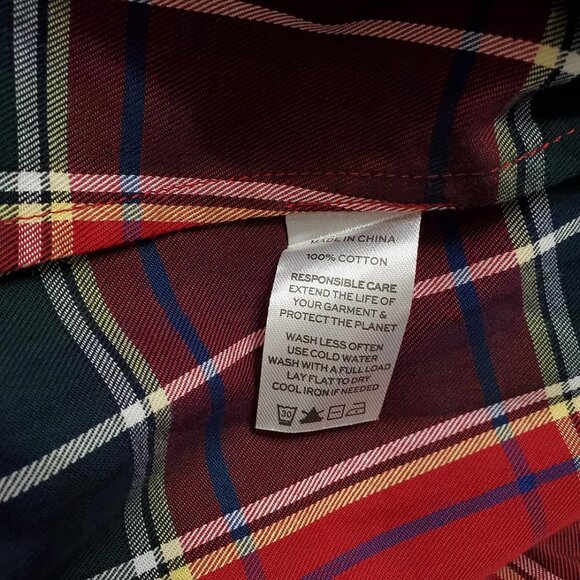 MADE IN CHINA
100% COTTON
RESPONSIBLE CARE
EXTEND THE LIFE OF
YOUR GARMENT &
PROTECT THE PLANET
WASH LESS OFTEN
USE COLD WATER
WASH WITH A FULL LOAD
LAY FLAT TO DRY
COOL IRON IF NEEDED
30